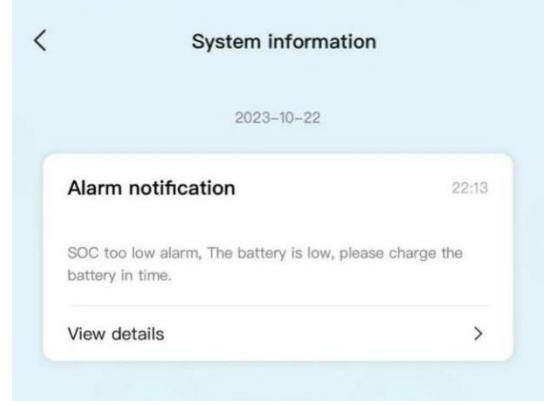 System information
2023-10-22
Alarm notification 22:13
SOC too low alarm, The battery is low, please charge the
battery in time.
View details